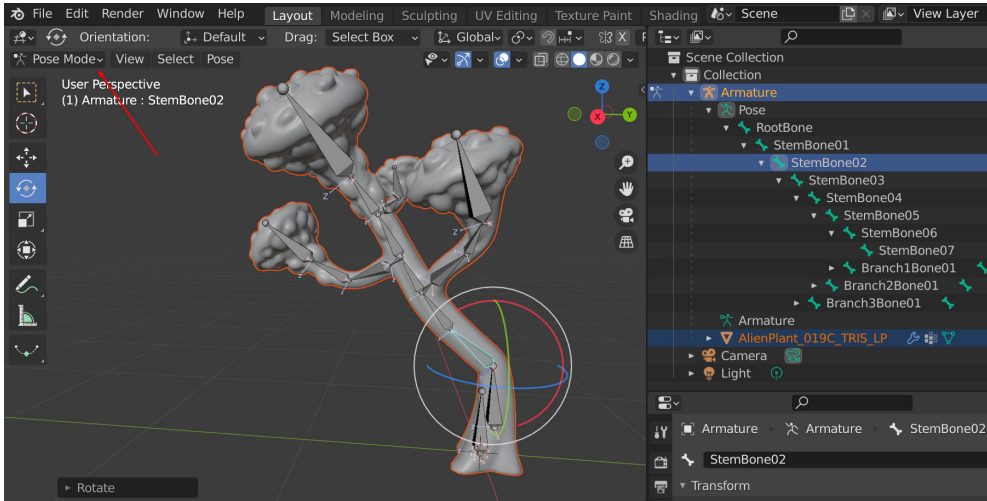 File Edit Render Window Help Layout Modeling Sculpting UV Editing Texture Paint Shading Scene View Layer
Orientation: Default Drag: Select Box Global
Pose Mode View Select Pose
User Perspective
(1) Armature : StemBone02
Z
Y
X
Z
Z
Rotate
Scene Collection
Collection
Armature
Pose
RootBone
StemBone01
StemBone02
StemBone03
StemBone04
StemBone05
StemBone06
StemBone07
Branch1Bone01
Branch2Bone01
Branch3Bone01
Armature
AlienPlant_019C_TRIS_LP
Camera
Light
Armature Armature StemBone02
StemBone02
Transform